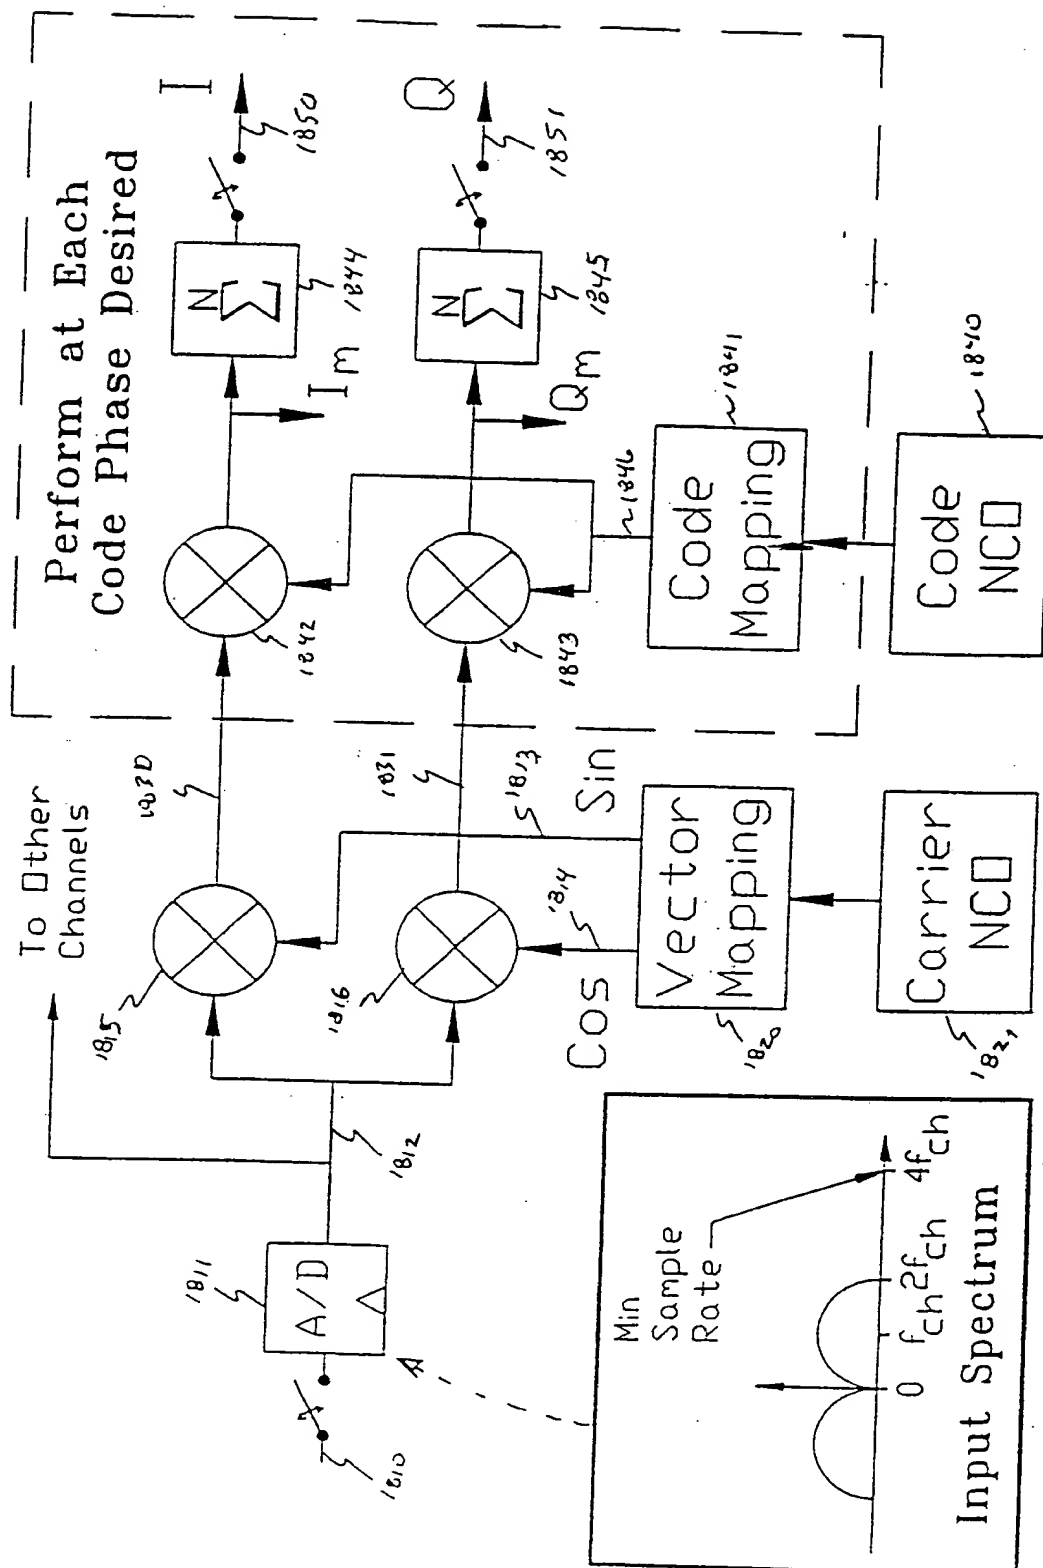 Perform at Each
Code Phase Desired
To Other
Channels
I
1850
N
Σ
1844
Im
1842
1830
1815
Q
1851
N
Σ
1845
Qm
1843
1831
1816
1846
1841
Code
Mapping
1840
Code
NCO
Sin
1813
Cos
1814
Vector
Mapping
1820
Carrier
NCO
1821
1811
A/D
1812
1810
Min
Sample
Rate
0
fch
2fch
4fch
Input Spectrum